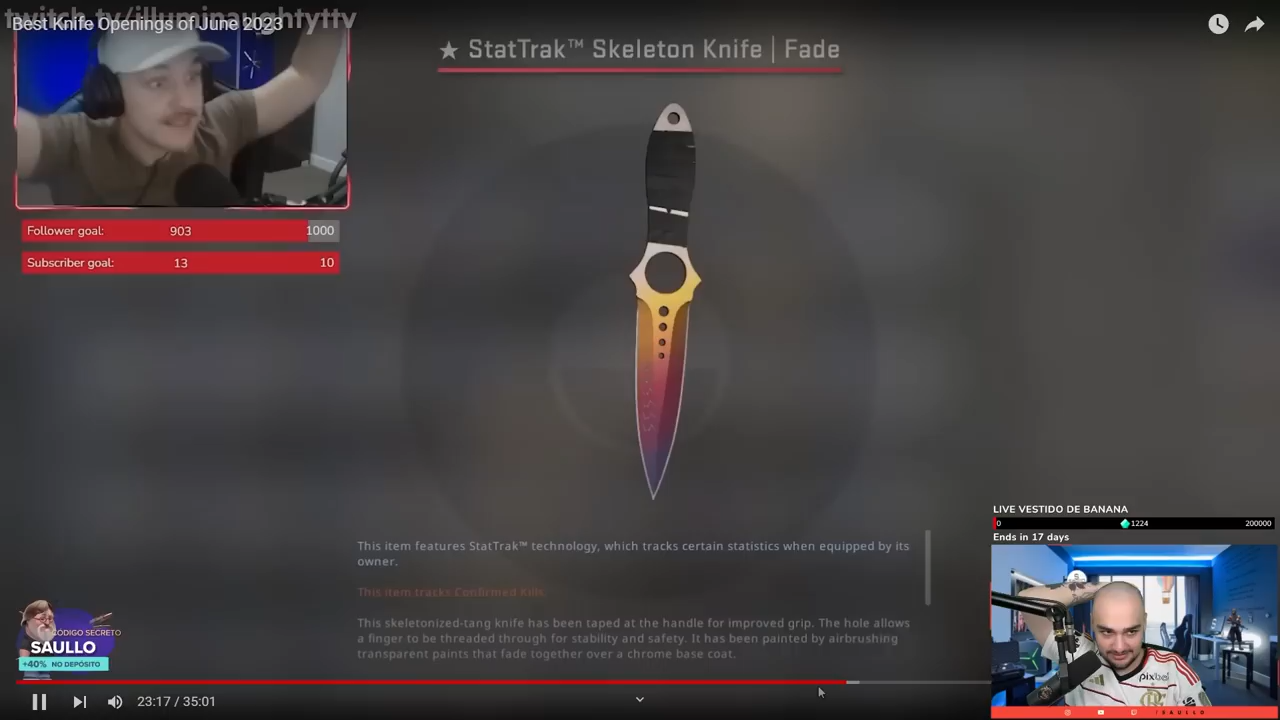 twitch.tv/illuminaughtyttv
Best Knife Openings of June 2023
★ StatTrak™ Skeleton Knife | Fade
Follower goal: 903 1000
Subscriber goal: 13 10
This item features StatTrak™ technology, which tracks certain statistics when equipped by its
owner.
This item tracks Confirmed Kills.
This skeletonized-tang knife has been taped at the handle for improved grip. The hole allows
a finger to be threaded through for stability and safety. It has been painted by airbrushing
transparent paints that fade together over a chrome base coat.
LIVE VESTIDO DE BANANA
0 1224 200000
Ends in 17 days
CÓDIGO SECRETO
SAULLO
+40% NO DEPÓSITO
pixbet
23:17 / 35:01
!SAULLO